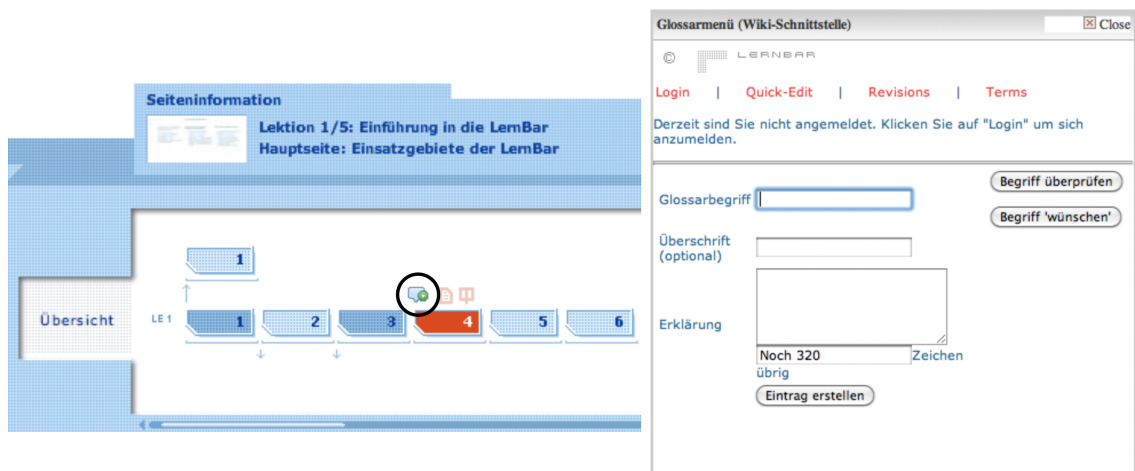 Seiteninformation
Lektion 1/5: Einführung in die LernBar
Hauptseite: Einsatzgebiete der LernBar
Übersicht
1
LE 1
1
2
3
4
5
6
Glossarmenü (Wiki-Schnittstelle)
Close
© LERNBAR
Login | Quick-Edit | Revisions | Terms
Derzeit sind Sie nicht angemeldet. Klicken Sie auf "Login" um sich
anzumelden.
Begriff überprüfen
Glossarbegriff
Begriff 'wünschen'
Überschrift
(optional)
Erklärung
Noch 320 Zeichen
übrig
Eintrag erstellen